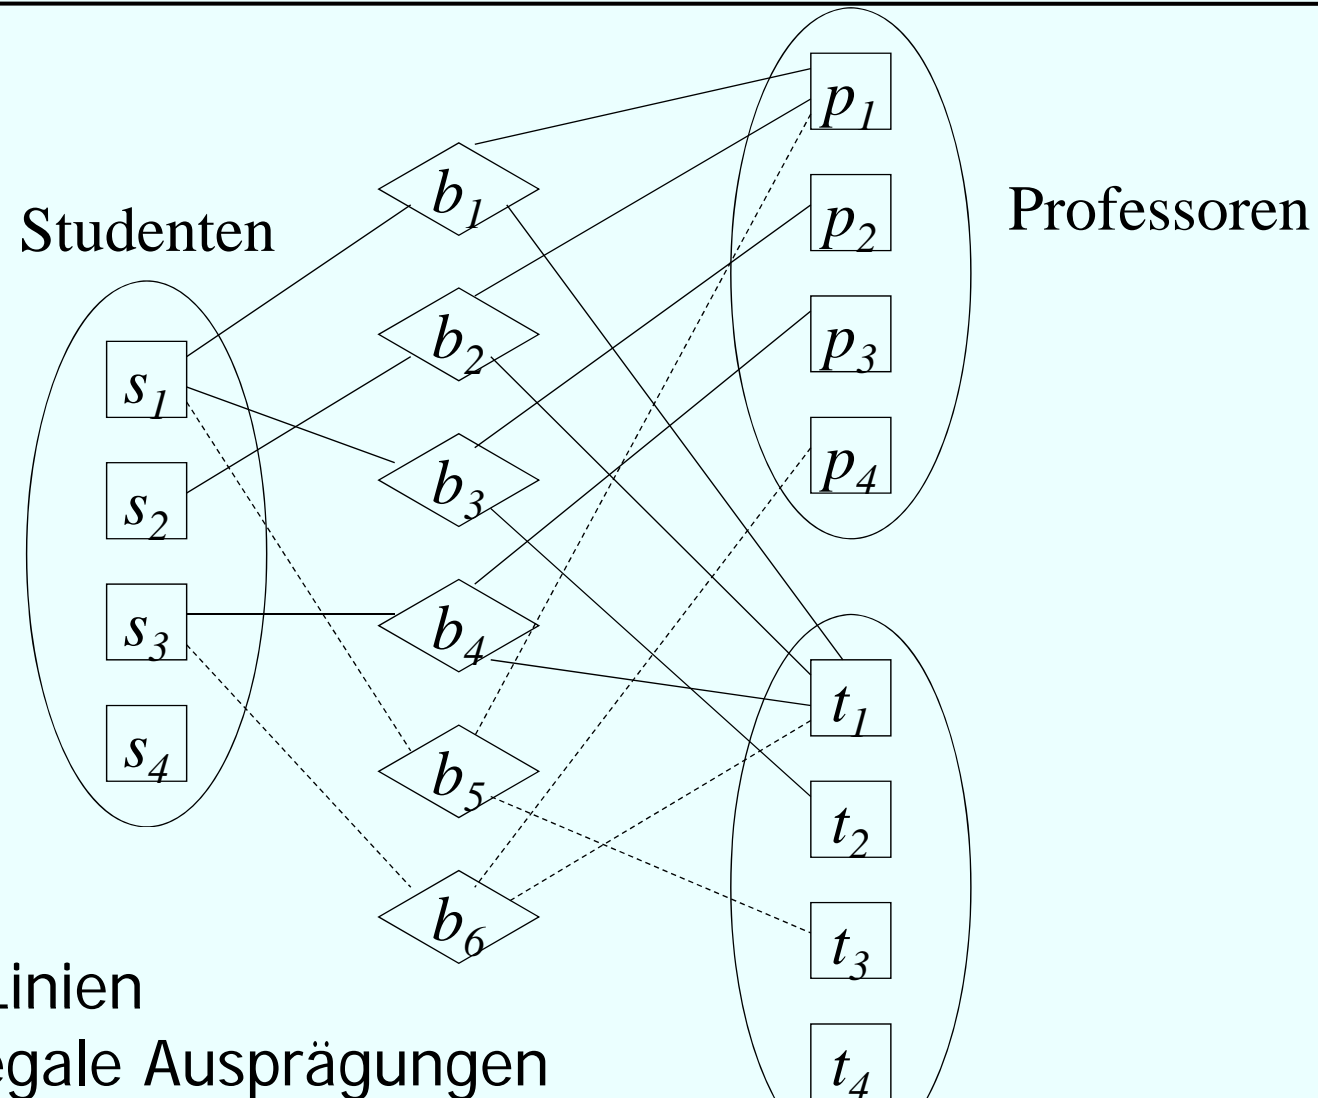 Studenten
s1
s2
s3
s4
b1
b2
b3
b4
b5
b6
Professoren
p1
p2
p3
p4
t1
t2
t3
t4
Linien
egale Ausprägungen